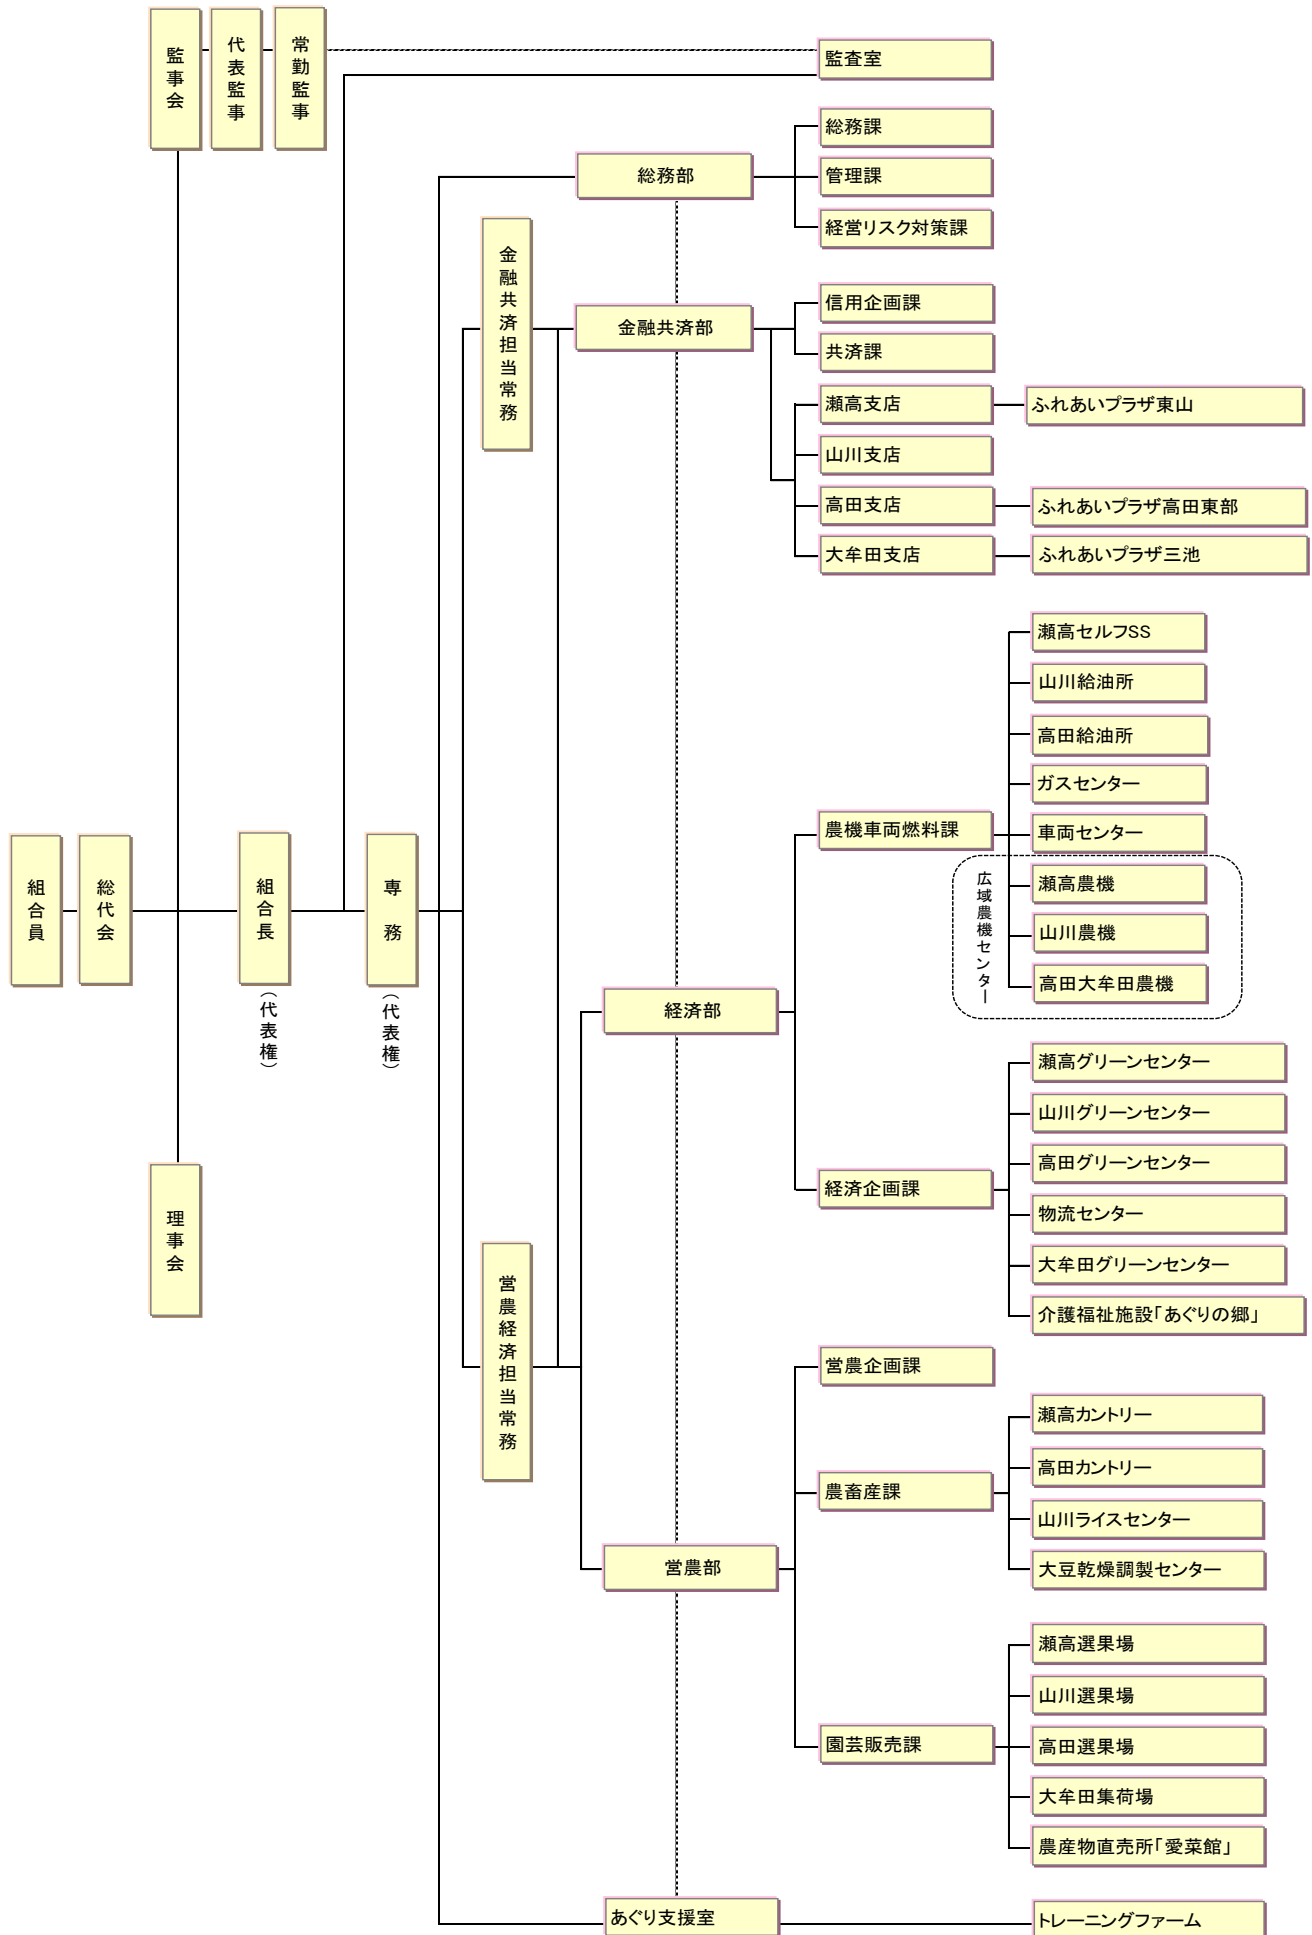 監事会
代表監事
常勤監事
監査室
総務部
総務課
管理課
経営リスク対策課
金融共済担当常務
金融共済部
信用企画課
共済課
瀬高支店
ふれあいプラザ東山
山川支店
高田支店
ふれあいプラザ高田東部
大牟田支店
ふれあいプラザ三池
組合員
総代会
組合長
(代表権)
専務
(代表権)
理事会
経済部
農機車両燃料課
瀬高セルフSS
山川給油所
高田給油所
ガスセンター
車両センター
広域農機センター
瀬高農機
山川農機
高田大牟田農機
経済企画課
瀬高グリーンセンター
山川グリーンセンター
高田グリーンセンター
物流センター
大牟田グリーンセンター
介護福祉施設「あぐりの郷」
営農経済担当常務
営農部
営農企画課
農畜産課
瀬高カントリー
高田カントリー
山川ライスセンター
大豆乾燥調製センター
園芸販売課
瀬高選果場
山川選果場
高田選果場
大牟田集荷場
農産物直売所「愛菜館」
あぐり支援室
トレーニングファーム